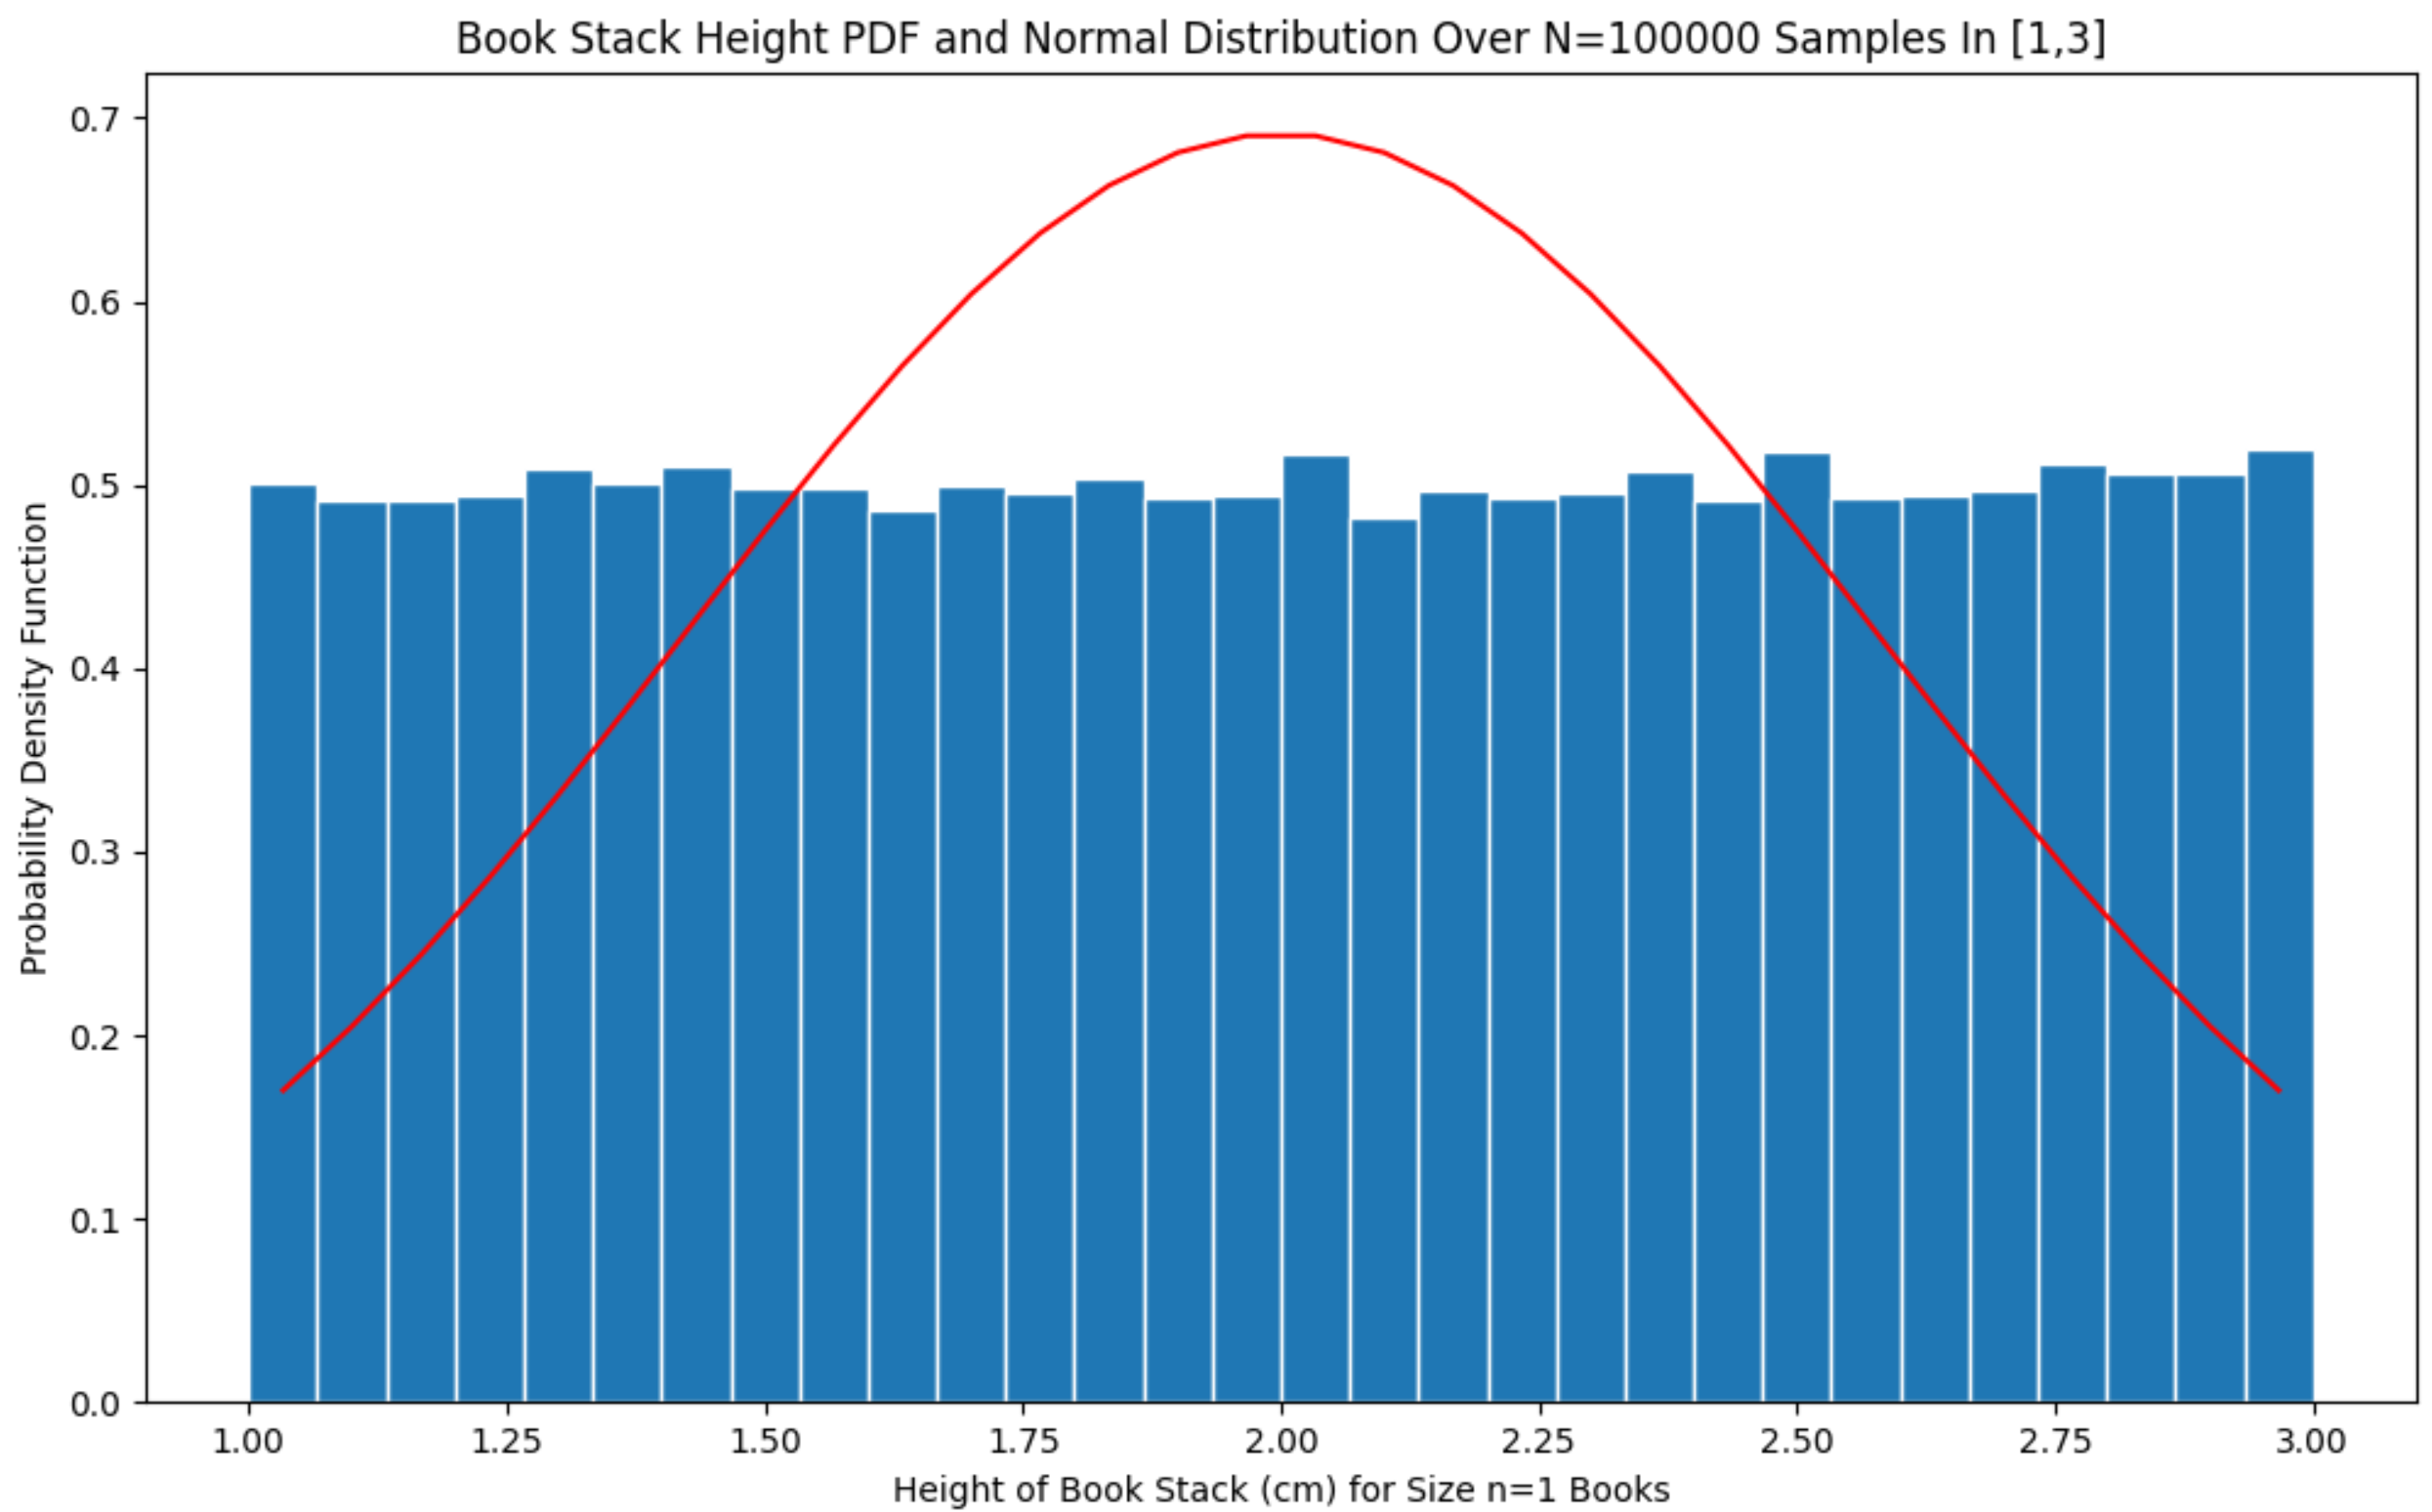 Book Stack Height PDF and Normal Distribution Over N=100000 Samples In [1,3]
Probability Density Function
0.7
0.6
0.5
0.4
0.3
0.2
0.1
0.0
1.00 1.25 1.50 1.75 2.00 2.25 2.50 2.75 3.00
Height of Book Stack (cm) for Size n=1 Books